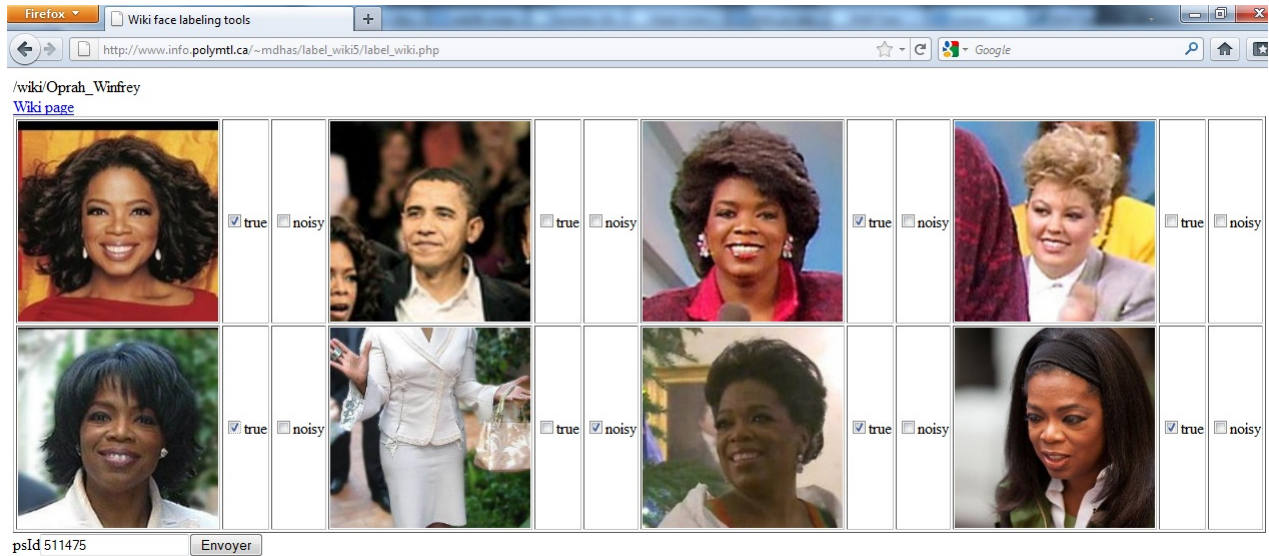 Firefox
Wiki face labeling tools
http://www.info.polymtl.ca/~mdhas/label_wiki5/label_wiki.php
Google
/wiki/Oprah_Winfrey
Wiki page
true noisy true noisy true noisy true noisy
true noisy true noisy true noisy true noisy
psId 511475 Envoyer